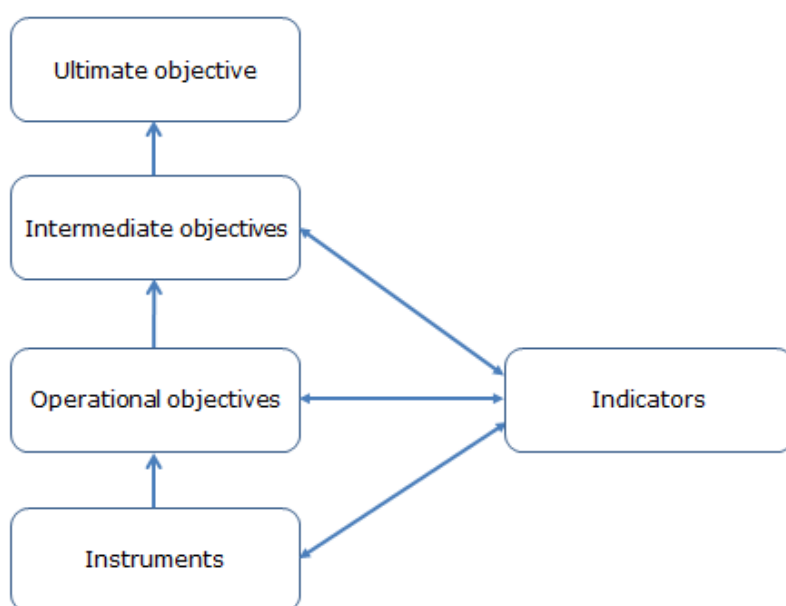 Ultimate objective
Intermediate objectives
Operational objectives
Indicators
Instruments